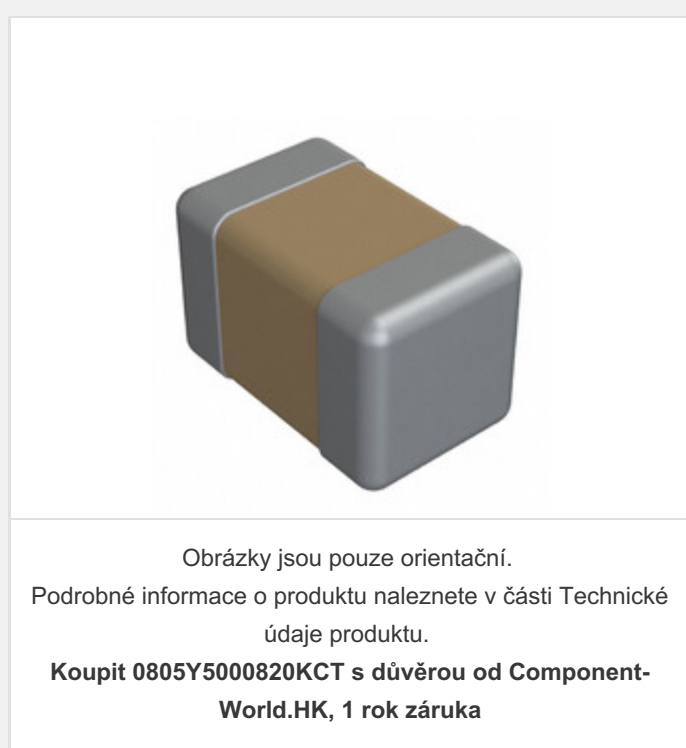 Obrázky jsou pouze orientační.
Podrobné informace o produktu naleznete v části Technické
údaje produktu.
Koupit 0805Y5000820KCT s důvěrou od Component-
World.HK, 1 rok záruka